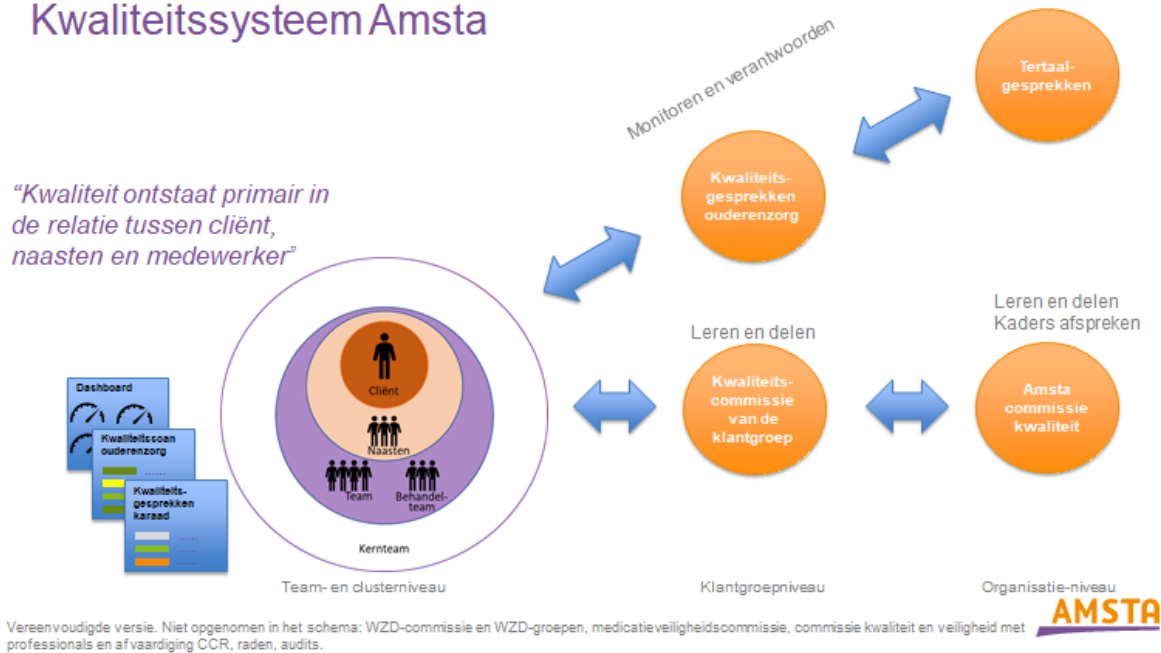 Kwaliteitssysteem Amsta
Monitoren en verantwoorden
Tertaal-
gesprekken
Kwaliteits-
gesprekken
ouderenzorg
“Kwaliteit ontstaat primair in
de relatie tussen cliënt,
naasten en medewerker”
Leren en delen
Kaders afspreken
Leren en delen
Dashboard
Kwaliteitsscan
ouderenzorg
Kwaliteits-
gesprekken
karaad
Cliënt
Naasten
Team
Behandel-
team
Kernteam
Kwaliteits-
commissie
van de
klantgroep
Amsta
commissie
kwaliteit
Team- en clusterniveau
Klantgroepniveau
Organisatie-niveau
AMSTA
Vereenvoudigde versie. Niet opgenomen in het schema: WZD-commissie en WZD-groepen, medicatieveiligheidscommissie, commissie kwaliteit en veiligheid met
professionals en afvaardiging CCR, raden, audits.